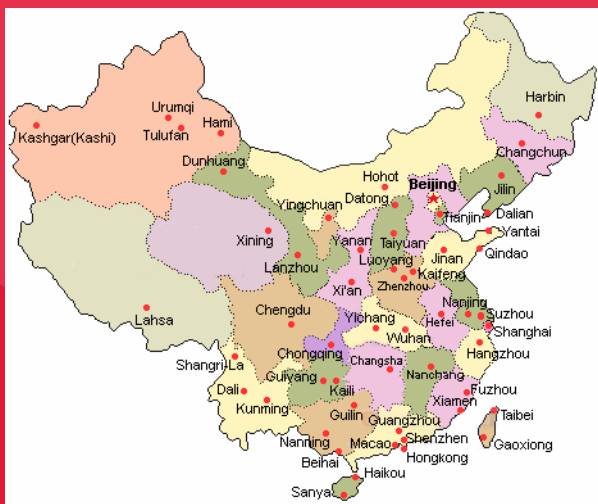 Harbin
Urumqi
Hami
Kashgar(Kashi)
Tulufan
Changchun
Dunhuang
Hohot
Beijing
Jilin
Datong
Yingchuan
Tianjin
Dalian
Yantai
Xining
Yanan
Taiyuan
Jinan
Qindao
Lanzhou
Luoyang
Kaifeng
Xi'an
Zhenzhou
Lahsa
Chengdu
Yichang
Nanjing
Suzhou
Hefei
Shanghai
Wuhan
Hangzhou
Chongqing
Shangri-La
Changsha
Nanchang
Guiyang
Kaili
Dali
Fuzhou
Kunming
Guilin
Xiamen
Guangzhou
Taibei
Nanning
Macao
Shenzhen
Gaoxiong
Hongkong
Beihai
Haikou
Sanya